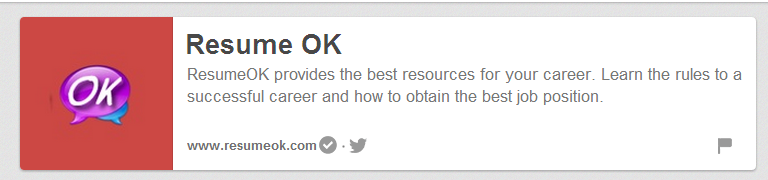 OK
Resume OK
ResumeOK provides the best resources for your career. Learn the rules to a
successful career and how to obtain the best job position.
www.resumeok.com ·